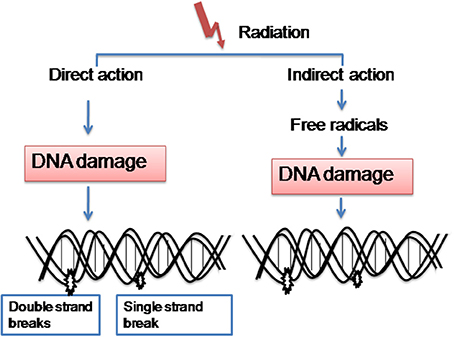 Radiation
Direct action
Indirect action
Free radicals
DNA damage
DNA damage
Double strand
breaks
Single strand
break